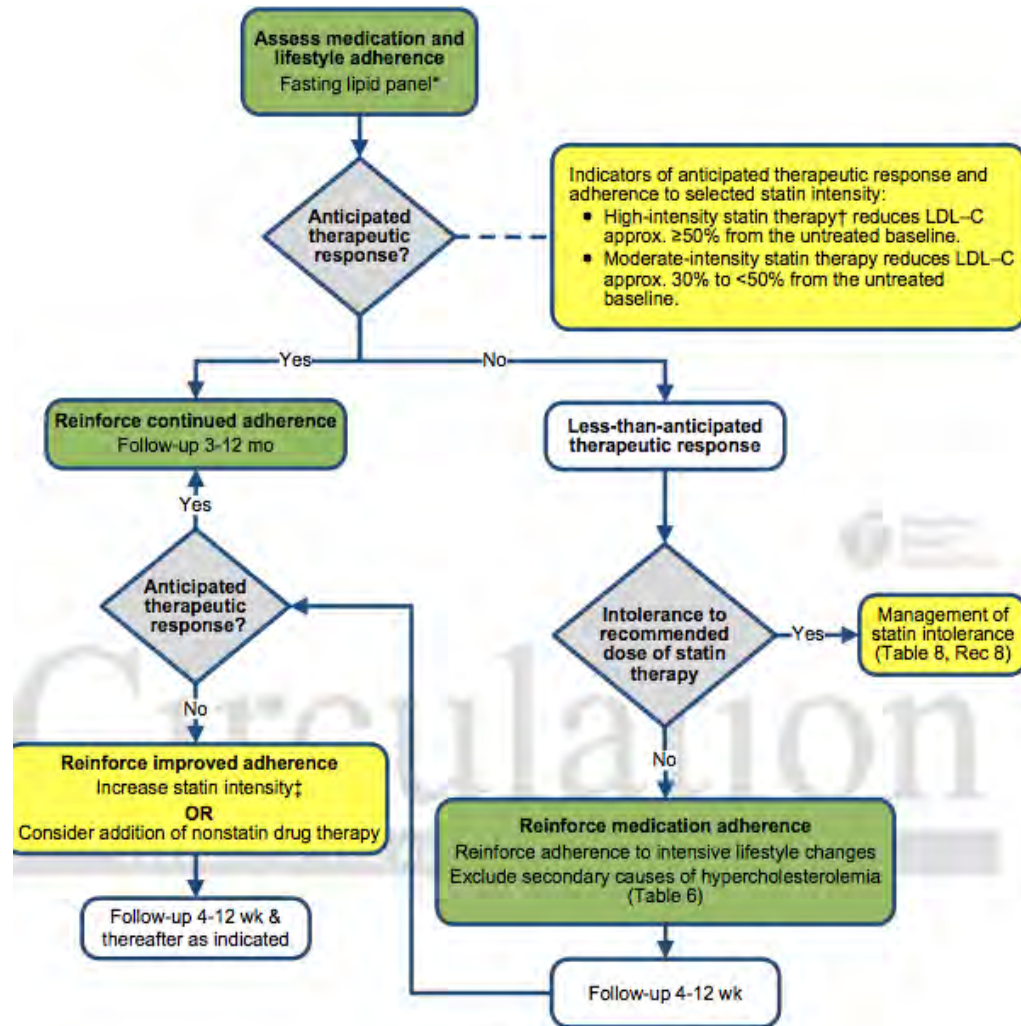 Assess medication and
lifestyle adherence
Fasting lipid panel*
Anticipated
therapeutic
response?
Indicators of anticipated therapeutic response and
adherence to selected statin intensity:
• High-intensity statin therapy† reduces LDL–C
approx. ≥50% from the untreated baseline.
• Moderate-intensity statin therapy reduces LDL–C
approx. 30% to <50% from the untreated
baseline.
Yes
No
Reinforce continued adherence
Follow-up 3-12 mo
Less-than-anticipated
therapeutic response
Yes
Anticipated
therapeutic
response?
Intolerance to
recommended
dose of statin
therapy
Yes
Management of
statin intolerance
(Table 8, Rec 8)
No
Reinforce improved adherence
Increase statin intensity‡
OR
Consider addition of nonstatin drug therapy
No
Reinforce medication adherence
Reinforce adherence to intensive lifestyle changes
Exclude secondary causes of hypercholesterolemia
(Table 6)
Follow-up 4-12 wk &
thereafter as indicated
Follow-up 4-12 wk
Circulation